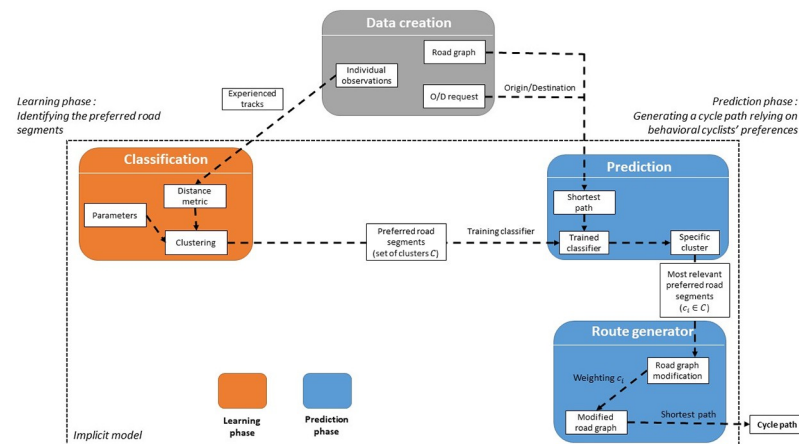 Data creation
Road graph
Individual
observations
O/D request
Origin/Destination
Experienced
tracks
Learning phase :
Identifying the preferred road
segments
Prediction phase :
Generating a cycle path relying on
behavioral cyclists' preferences
Classification
Distance
metric
Parameters
Clustering
Preferred road
segments
(set of clusters C)
Training classifier
Prediction
Shortest
path
Trained
classifier
Specific
cluster
Most relevant
preferred road
segments
(cᵢ ∈ C)
Route generator
Road graph
modification
Weighting cᵢ
Modified
road graph
Shortest path
Cycle path
Learning
phase
Prediction
phase
Implicit model